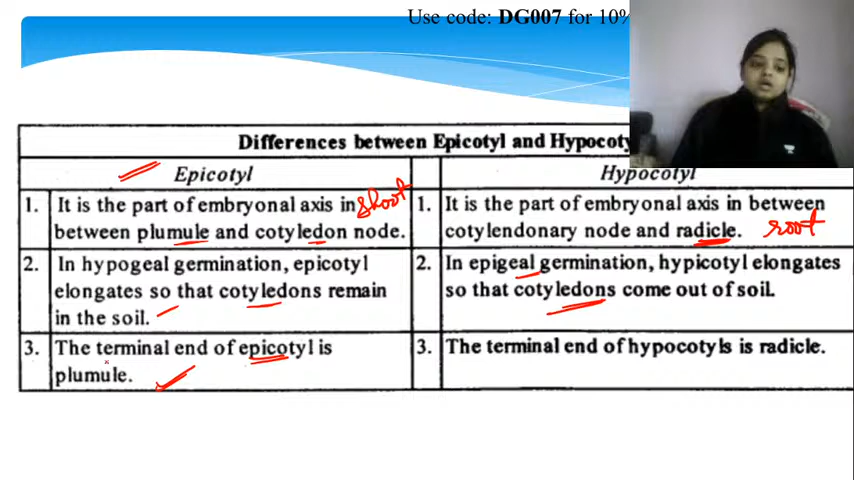 Use code: DG007 for 10%
Differences between Epicotyl and Hypocoty
Epicotyl
Hypocotyl
1. It is the part of embryonal axis in shoot
between plumule and cotyledon node.
1. It is the part of embryonal axis in between
cotylendonary node and radicle. root
2. In hypogeal germination, epicotyl
elongates so that cotyledons remain
in the soil.
2. In epigeal germination, hypicotyl elongates
so that cotyledons come out of soil.
3. The terminal end of epicotyl is
plumule.
3. The terminal end of hypocotyls is radicle.